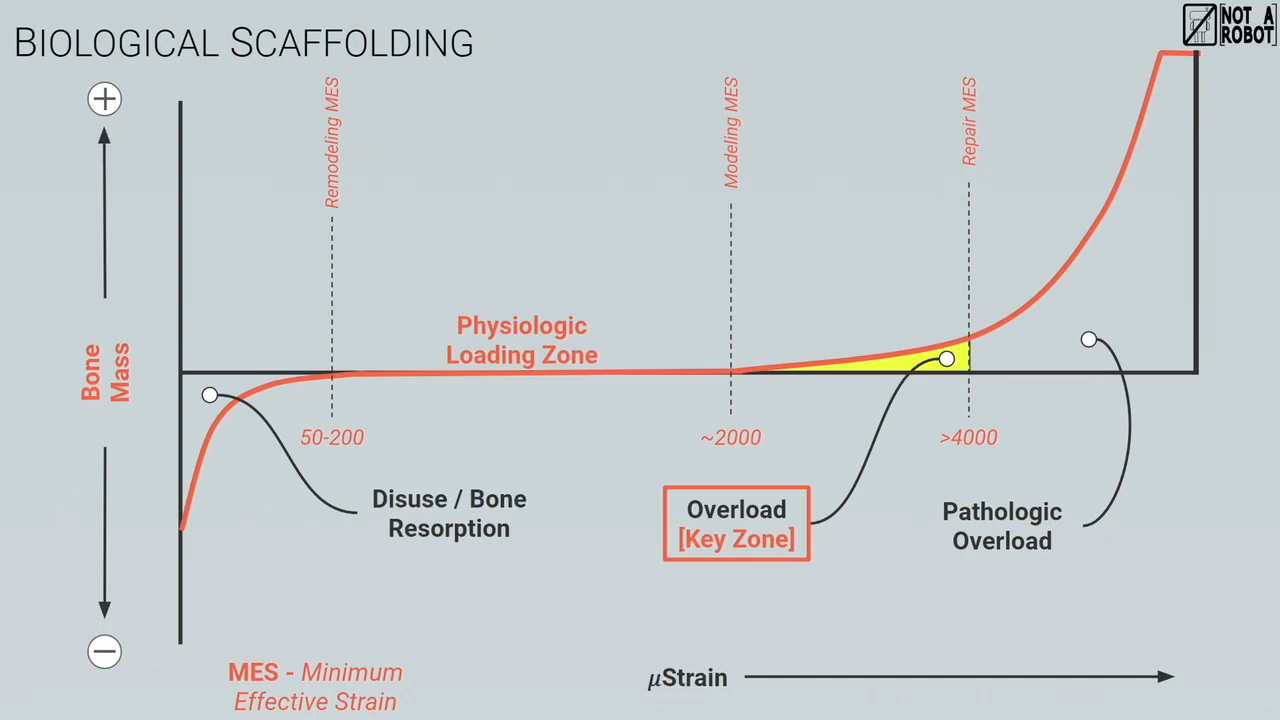 BIOLOGICAL SCAFFOLDING
NOT A
ROBOT
+
Remodeling MES
Modeling MES
Repair MES
Bone
Mass
Physiologic
Loading Zone
50-200
~2000
>4000
Disuse / Bone
Resorption
Overload
[Key Zone]
Pathologic
Overload
−
MES - Minimum
Effective Strain
µStrain